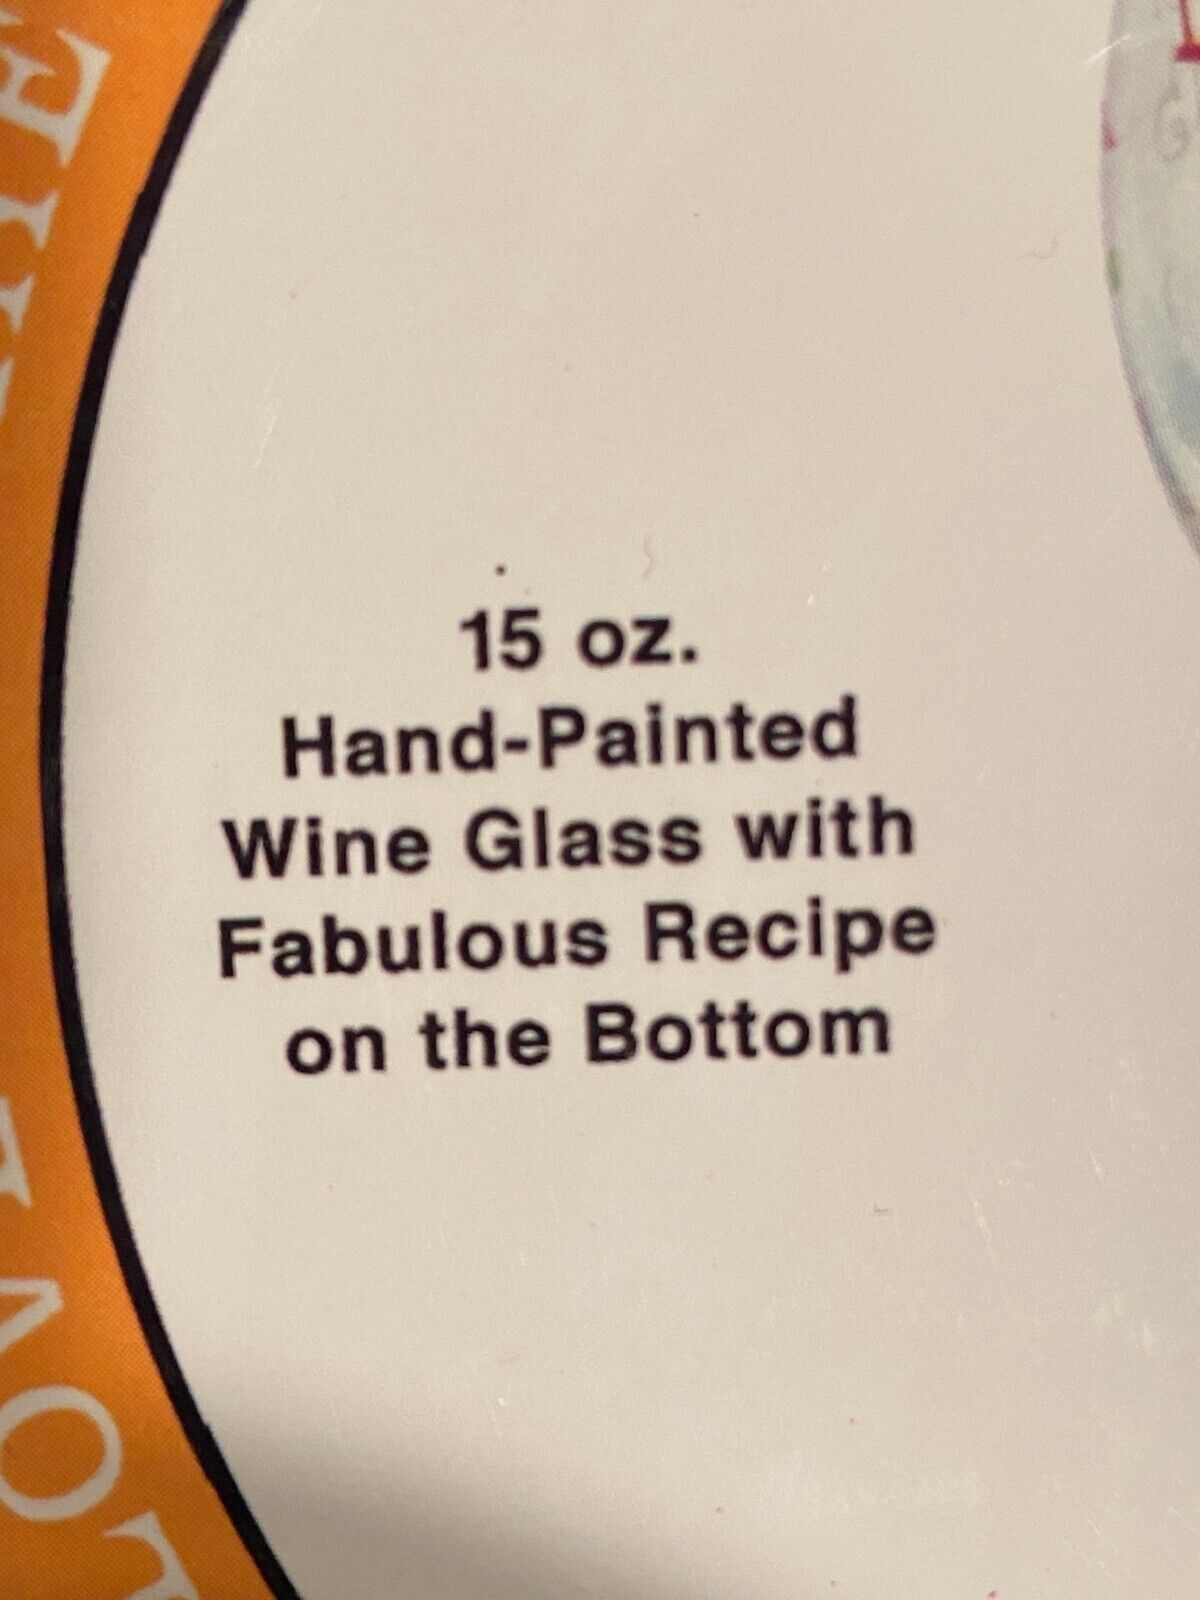 15 oz.
Hand-Painted
Wine Glass with
Fabulous Recipe
on the Bottom